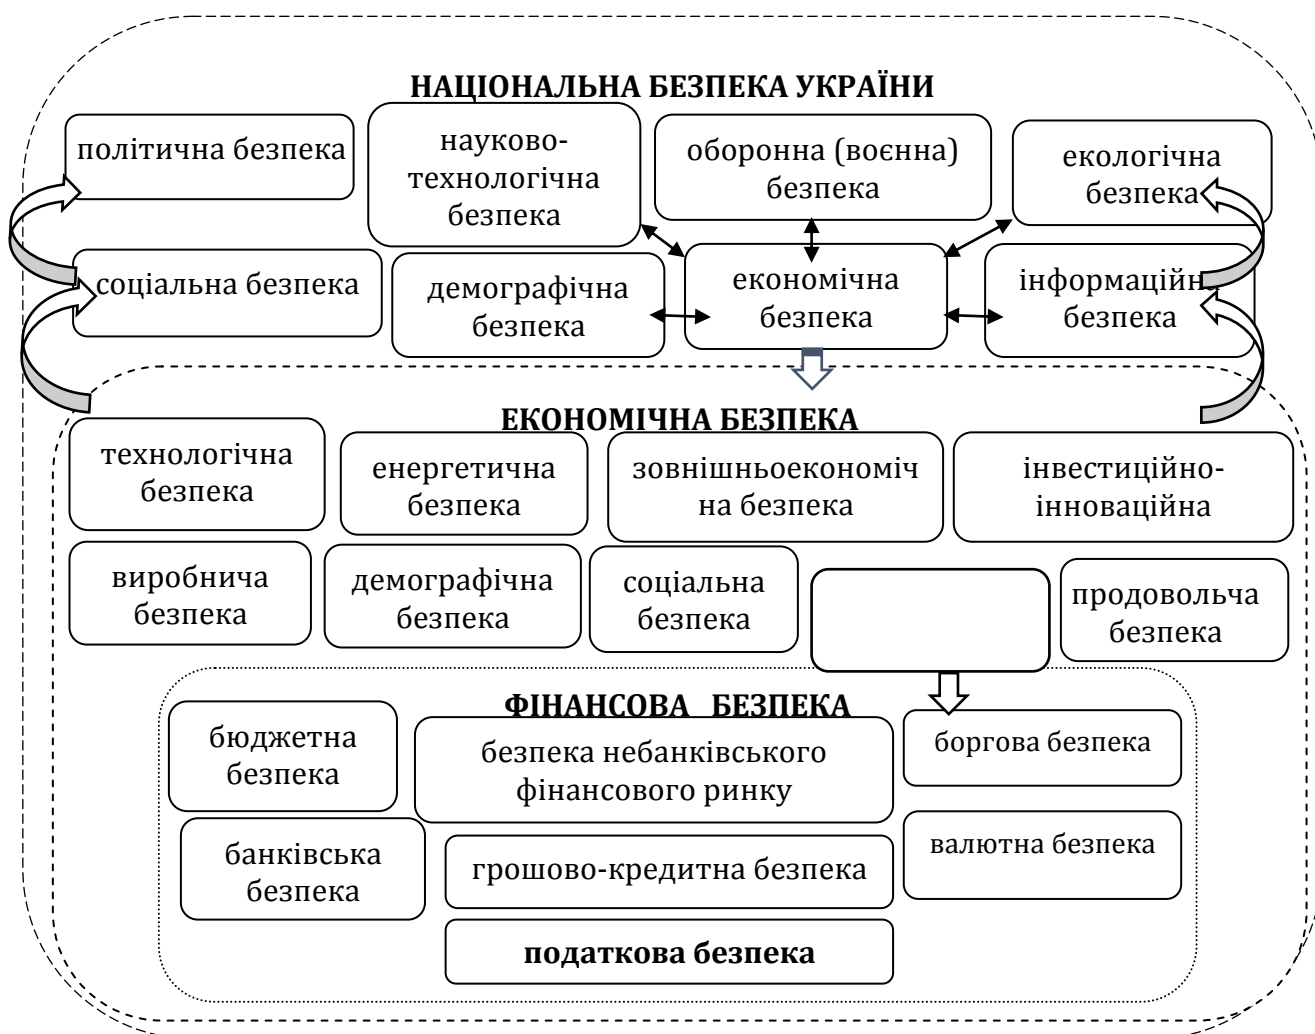 НАЦІОНАЛЬНА БЕЗПЕКА УКРАЇНИ
політична безпека
науково-
технологічна
безпека
оборонна (воєнна)
безпека
екологічна
безпека
соціальна безпека
демографічна
безпека
економічна
безпека
інформаційна
безпека
ЕКОНОМІЧНА БЕЗПЕКА
технологічна
безпека
енергетична
безпека
зовнішньоекономіч
на безпека
інвестиційно-
інноваційна
виробнича
безпека
демографічна
безпека
соціальна
безпека
продовольча
безпека
ФІНАНСОВА БЕЗПЕКА
бюджетна
безпека
безпека небанківського
фінансового ринку
боргова безпека
банківська
безпека
грошово-кредитна безпека
валютна безпека
податкова безпека